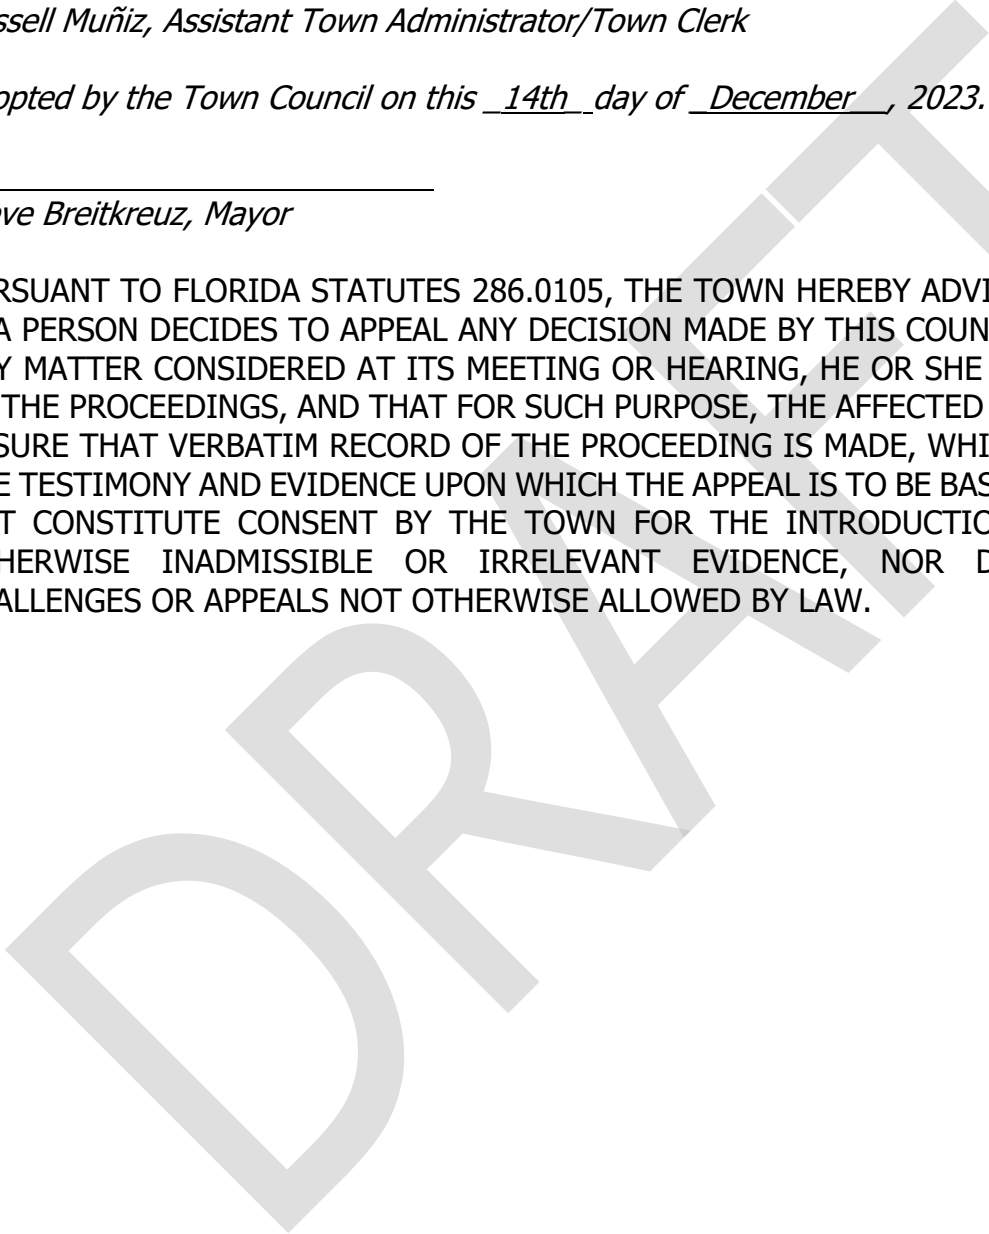 ssell Muñiz, Assistant Town Administrator/Town Clerk
opted by the Town Council on this _14th_ day of _December__, 2023.
ve Breitkreuz, Mayor
RSUANT TO FLORIDA STATUTES 286.0105, THE TOWN HEREBY ADVI
A PERSON DECIDES TO APPEAL ANY DECISION MADE BY THIS COUN
Y MATTER CONSIDERED AT ITS MEETING OR HEARING, HE OR SHE
THE PROCEEDINGS, AND THAT FOR SUCH PURPOSE, THE AFFECTED
SURE THAT VERBATIM RECORD OF THE PROCEEDING IS MADE, WHI
E TESTIMONY AND EVIDENCE UPON WHICH THE APPEAL IS TO BE BAS
T CONSTITUTE CONSENT BY THE TOWN FOR THE INTRODUCTIO
HERWISE INADMISSIBLE OR IRRELEVANT EVIDENCE, NOR D
ALLENGES OR APPEALS NOT OTHERWISE ALLOWED BY LAW.
DRAFT